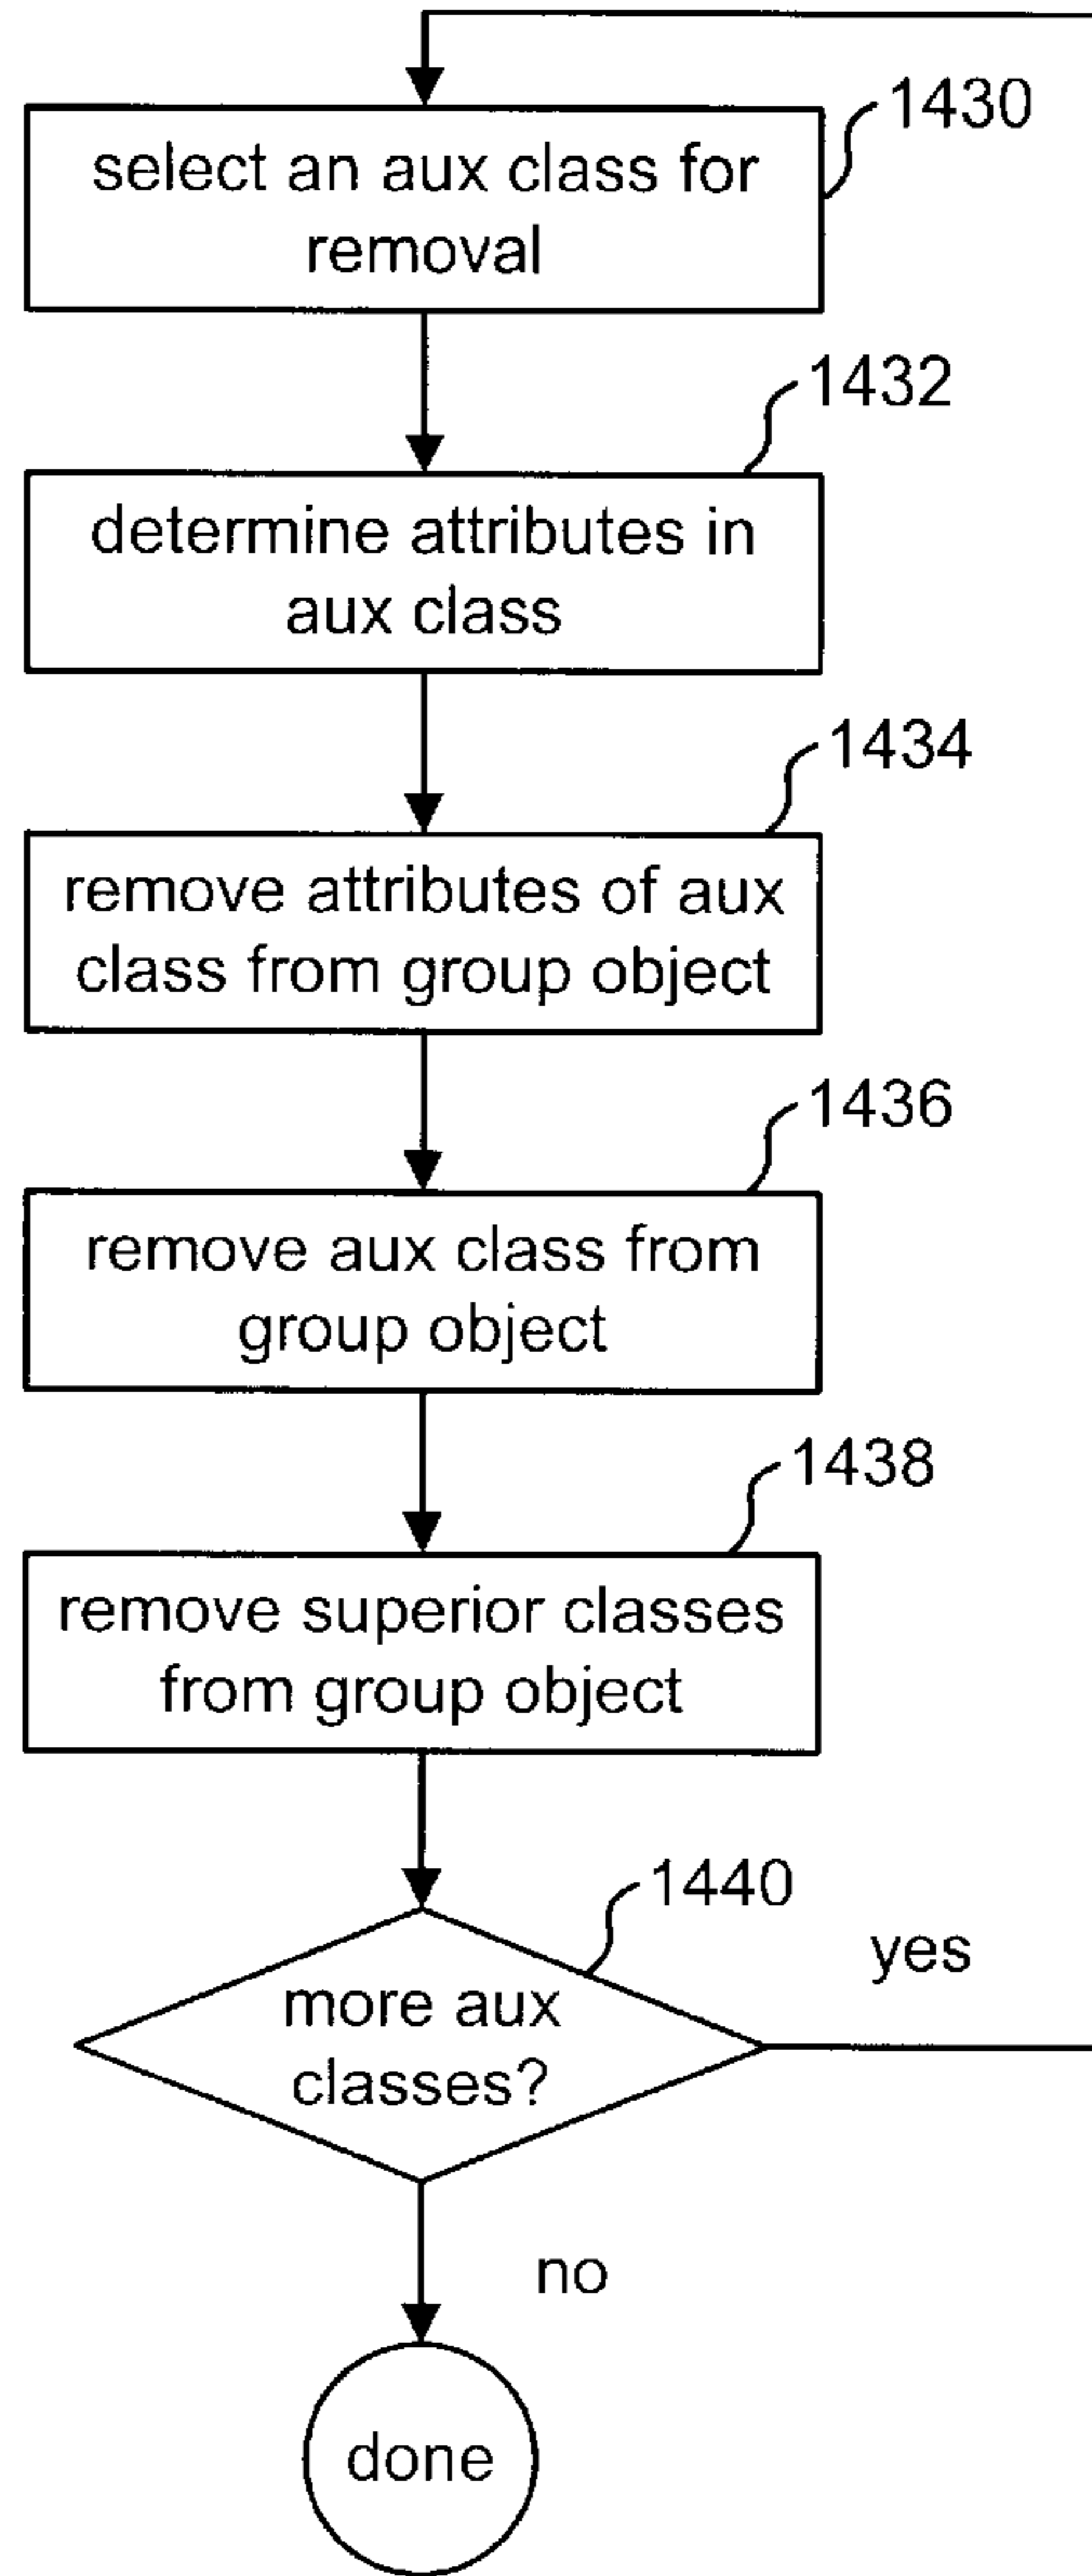 1430
select an aux class for
removal
1432
determine attributes in
aux class
1434
remove attributes of aux
class from group object
1436
remove aux class from
group object
1438
remove superior classes
from group object
1440
more aux
classes?
yes
no
done